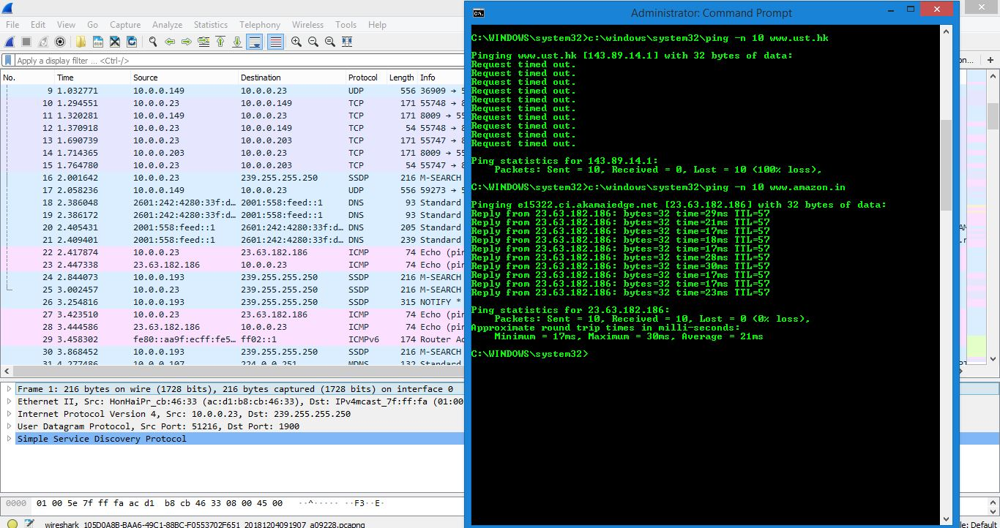 File Edit View Go Capture Analyze Statistics Telephony Wireless Tools Help
Apply a display filter ... <Ctrl-/>
on... +
No. Time Source Destination Protocol Length Info
9 1.032771 10.0.0.149 10.0.0.23 UDP 556 36909 → 5
10 1.294551 10.0.0.23 10.0.0.149 TCP 171 55748 → 8
11 1.320281 10.0.0.149 10.0.0.23 TCP 171 8009 → 55
12 1.370918 10.0.0.23 10.0.0.149 TCP 54 55748 → 8
13 1.690739 10.0.0.23 10.0.0.203 TCP 171 55747 → 8
14 1.714365 10.0.0.203 10.0.0.23 TCP 171 8009 → 55
15 1.764780 10.0.0.23 10.0.0.203 TCP 54 55747 → 8
16 2.001642 10.0.0.23 239.255.255.250 SSDP 216 M-SEARCH
17 2.058236 10.0.0.149 10.0.0.23 UDP 556 59273 → 5
18 2.386048 2601:242:4280:33f:d... 2001:558:feed::1 DNS 93 Standard
19 2.386172 2601:242:4280:33f:d... 2001:558:feed::1 DNS 93 Standard
20 2.405431 2001:558:feed::1 2601:242:4280:33f:d... DNS 205 Standard
21 2.409401 2001:558:feed::1 2601:242:4280:33f:d... DNS 239 Standard
22 2.417874 10.0.0.23 23.63.182.186 ICMP 74 Echo (pin
23 2.447338 23.63.182.186 10.0.0.23 ICMP 74 Echo (pin
24 2.844073 10.0.0.193 239.255.255.250 SSDP 216 M-SEARCH
25 3.002457 10.0.0.23 239.255.255.250 SSDP 216 M-SEARCH
26 3.254816 10.0.0.193 239.255.255.250 SSDP 315 NOTIFY *
27 3.423510 10.0.0.23 23.63.182.186 ICMP 74 Echo (pin
28 3.444586 23.63.182.186 10.0.0.23 ICMP 74 Echo (pin
29 3.458302 fe80::aa9f:ecff:fe5... ff02::1 ICMPv6 174 Router Ad
30 3.868452 10.0.0.193 239.255.255.250 SSDP 216 M-SEARCH
31 4.277486 10.0.0.107 224.0.0.251 MDNS 132 Standard
Frame 1: 216 bytes on wire (1728 bits), 216 bytes captured (1728 bits) on interface 0
Ethernet II, Src: HonHaiPr_cb:46:33 (ac:d1:b8:cb:46:33), Dst: IPv4mcast_7f:ff:fa (01:00
Internet Protocol Version 4, Src: 10.0.0.23, Dst: 239.255.255.250
User Datagram Protocol, Src Port: 51216, Dst Port: 1900
Simple Service Discovery Protocol
0000 01 00 5e 7f ff fa ac d1 b8 cb 46 33 08 00 45 00 ··^····· ··F3··E·
wireshark_105D0A8B-BAA6-49C1-88BC-F0553702F651_20181204091907_a09228.pcapng
le: Default
Administrator: Command Prompt
C:\WINDOWS\system32>c:\windows\system32\ping -n 10 www.ust.hk
Pinging www.ust.hk [143.89.14.1] with 32 bytes of data:
Request timed out.
Request timed out.
Request timed out.
Request timed out.
Request timed out.
Request timed out.
Request timed out.
Request timed out.
Request timed out.
Request timed out.
Ping statistics for 143.89.14.1:
Packets: Sent = 10, Received = 0, Lost = 10 (100% loss),
C:\WINDOWS\system32>c:\windows\system32\ping -n 10 www.amazon.in
Pinging e15322.ci.akamaiedge.net [23.63.182.186] with 32 bytes of data:
Reply from 23.63.182.186: bytes=32 time=29ms TTL=57
Reply from 23.63.182.186: bytes=32 time=21ms TTL=57
Reply from 23.63.182.186: bytes=32 time=17ms TTL=57
Reply from 23.63.182.186: bytes=32 time=18ms TTL=57
Reply from 23.63.182.186: bytes=32 time=17ms TTL=57
Reply from 23.63.182.186: bytes=32 time=28ms TTL=57
Reply from 23.63.182.186: bytes=32 time=30ms TTL=57
Reply from 23.63.182.186: bytes=32 time=17ms TTL=57
Reply from 23.63.182.186: bytes=32 time=17ms TTL=57
Reply from 23.63.182.186: bytes=32 time=23ms TTL=57
Ping statistics for 23.63.182.186:
Packets: Sent = 10, Received = 10, Lost = 0 (0% loss),
Approximate round trip times in milli-seconds:
Minimum = 17ms, Maximum = 30ms, Average = 21ms
C:\WINDOWS\system32>